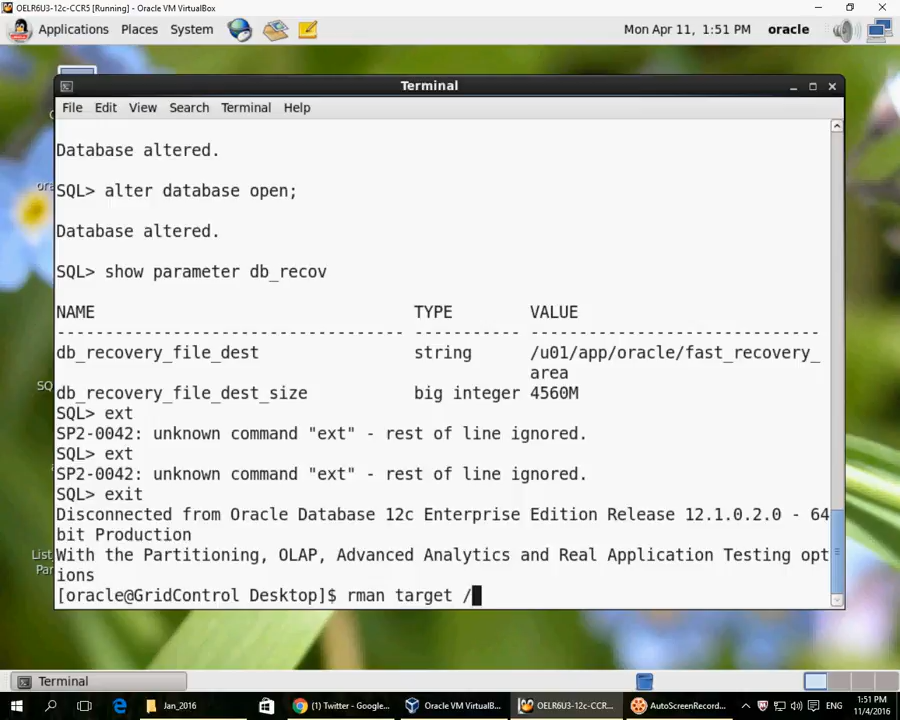 OELR6U3-12c-CCR5 [Running] - Oracle VM VirtualBox
Applications Places System
Mon Apr 11, 1:51 PM oracle
Terminal
File Edit View Search Terminal Help
Database altered.
SQL> alter database open;
Database altered.
SQL> show parameter db_recov
NAME TYPE VALUE
------------------------------------ ----------- ------------------------------
db_recovery_file_dest string /u01/app/oracle/fast_recovery_
area
db_recovery_file_dest_size big integer 4560M
SQL> ext
SP2-0042: unknown command "ext" - rest of line ignored.
SQL> ext
SP2-0042: unknown command "ext" - rest of line ignored.
SQL> exit
Disconnected from Oracle Database 12c Enterprise Edition Release 12.1.0.2.0 - 64
bit Production
With the Partitioning, OLAP, Advanced Analytics and Real Application Testing opt
ions
[oracle@GridControl Desktop]$ rman target /
Terminal
Jan_2016
(1) Twitter - Google...
Oracle VM VirtualB...
OELR6U3-12c-CCR...
AutoScreenRecord...
ENG
1:51 PM
11/4/2016